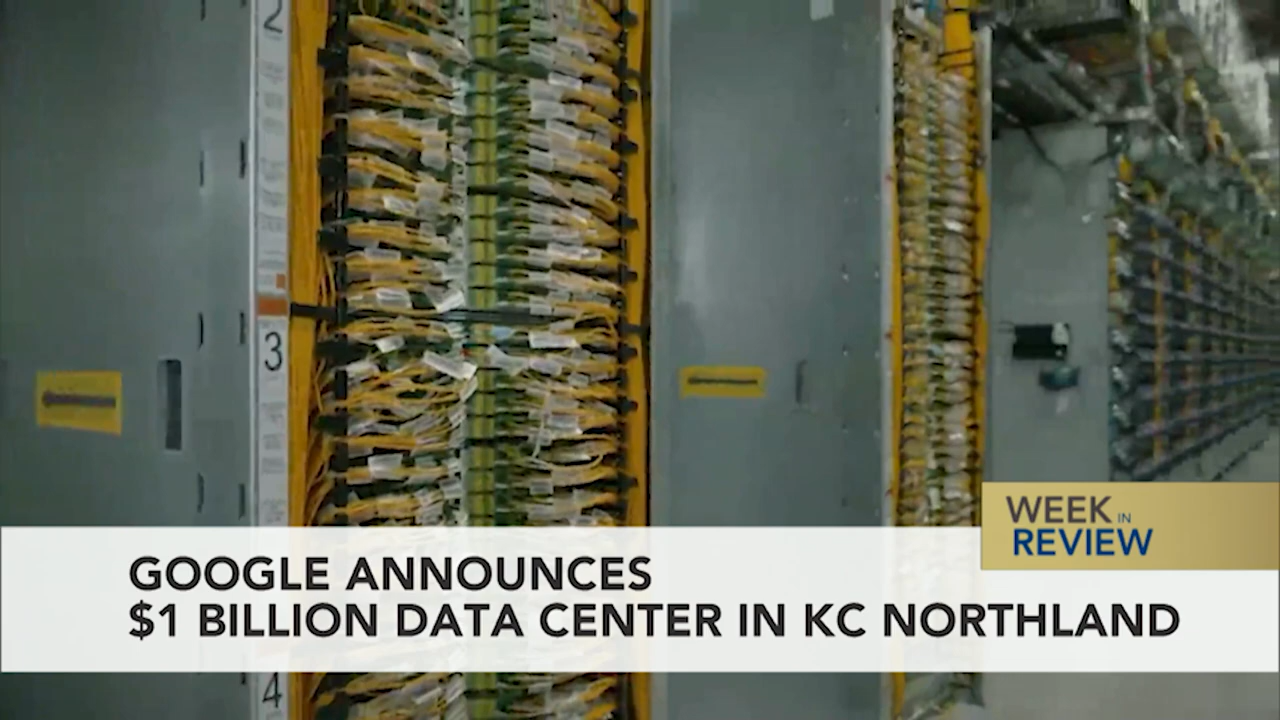 2
3
WEEK IN
REVIEW
GOOGLE ANNOUNCES
$1 BILLION DATA CENTER IN KC NORTHLAND
4